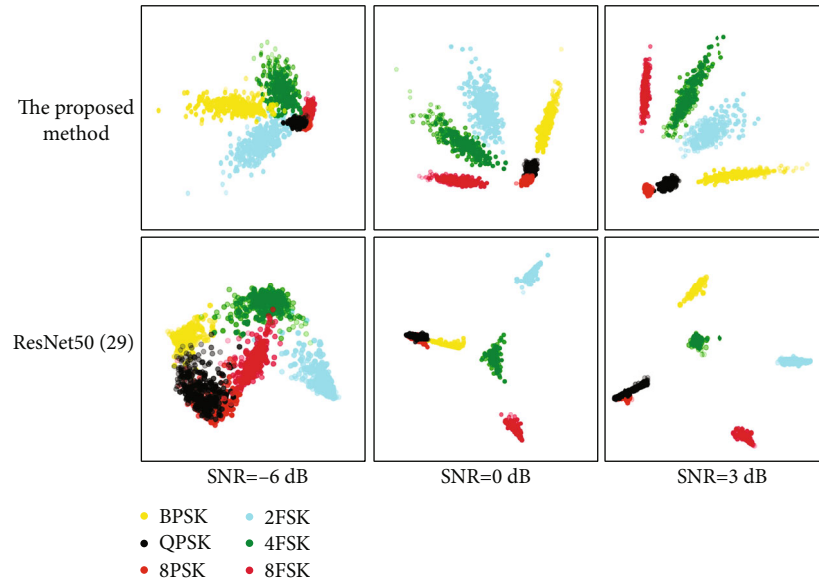 The proposed
method
ResNet50 (29)
SNR=–6 dB
SNR=0 dB
SNR=3 dB
BPSK
2FSK
QPSK
4FSK
8PSK
8FSK